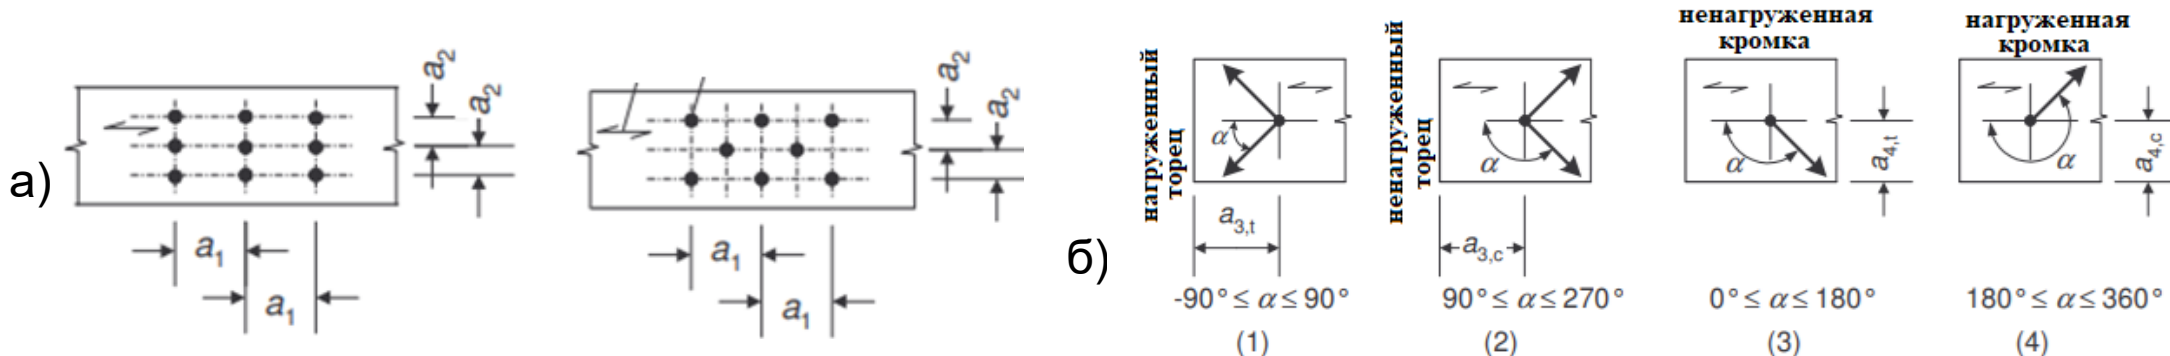 а)
a2
a2
a1
a1
a2
a2
a1
a1
б)
нагруженный
торец
α
a3,t
-90° ≤ α ≤ 90°
(1)
ненагруженный
торец
α
a3,c
90° ≤ α ≤ 270°
(2)
ненагруженная
кромка
α
a4,t
0° ≤ α ≤ 180°
(3)
нагруженная
кромка
α
a4,c
180° ≤ α ≤ 360°
(4)